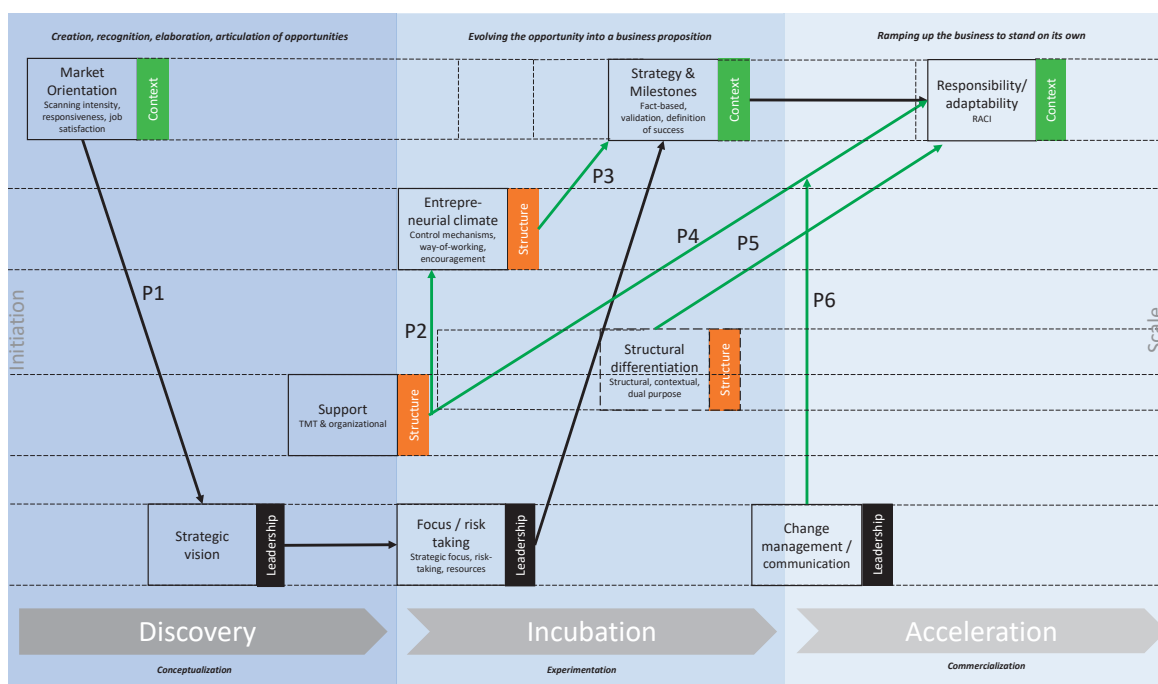 Creation, recognition, elaboration, articulation of opportunities
Evolving the opportunity into a business proposition
Ramping up the business to stand on its own
Market
Orientation
Scanning intensity,
responsiveness, job
satisfaction
Context
Strategy &
Milestones
Fact-based,
validation, definition
of success
Context
Responsibility/
adaptability
RACI
Context
P3
Entrepre-
neurial climate
Control mechanisms,
way-of-working,
encouragement
Structure
P4
P5
P1
P2
P6
Initiation
Scale
Structural
differentiation
Structural, contextual,
dual purpose
Structure
Support
TMT & organizational
Structure
Strategic
vision
Leadership
Focus / risk
taking
Strategic focus, risk-
taking, resources
Leadership
Change
management /
communication
Leadership
Discovery
Incubation
Acceleration
Conceptualization
Experimentation
Commercialization